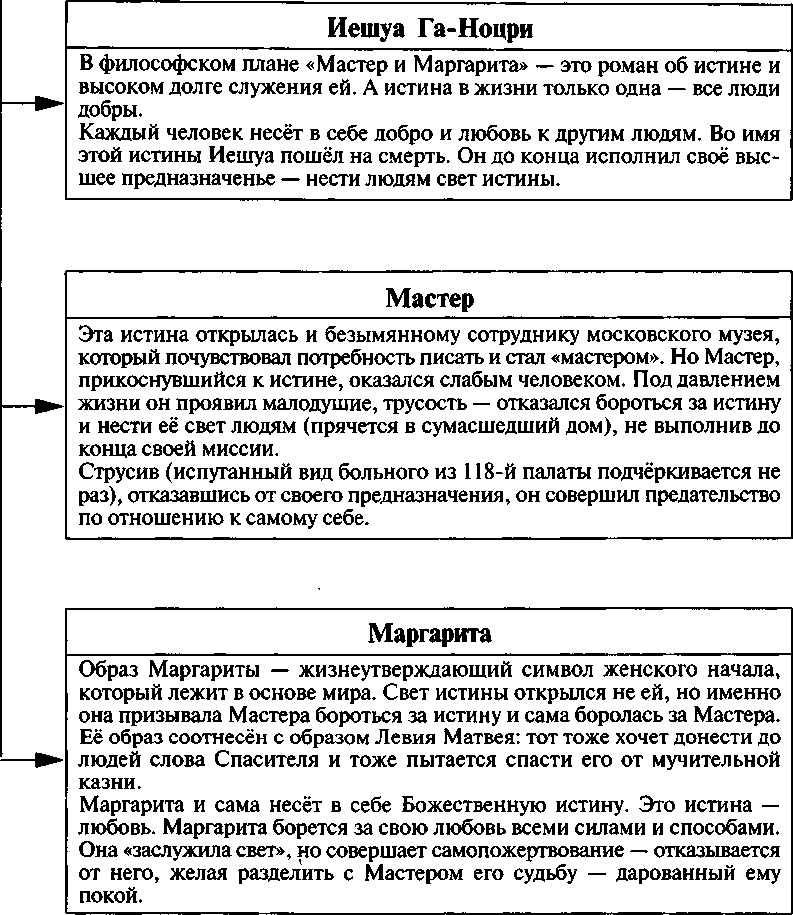 Иешуа Га-Ноцри
В философском плане «Мастер и Маргарита» — это роман об истине и
высоком долге служения ей. А истина в жизни только одна — все люди
добры.
Каждый человек несёт в себе добро и любовь к другим людям. Во имя
этой истины Иешуа пошёл на смерть. Он до конца исполнил своё выс-
шее предназначенье — нести людям свет истины.
Мастер
Эта истина открылась и безымянному сотруднику московского музея,
который почувствовал потребность писать и стал «мастером». Но Мастер,
прикоснувшийся к истине, оказался слабым человеком. Под давлением
жизни он проявил малодушие, трусость — отказался бороться за истину
и нести её свет людям (прячется в сумасшедший дом), не выполнив до
конца своей миссии.
Струсив (испуганный вид больного из 118-й палаты подчёркивается не
раз), отказавшись от своего предназначения, он совершил предательство
по отношению к самому себе.
Маргарита
Образ Маргариты — жизнеутверждающий символ женского начала,
который лежит в основе мира. Свет истины открылся не ей, но именно
она призывала Мастера бороться за истину и сама боролась за Мастера.
Её образ соотнесён с образом Левия Матвея: тот тоже хочет донести до
людей слова Спасителя и тоже пытается спасти его от мучительной
казни.
Маргарита и сама несёт в себе Божественную истину. Это истина —
любовь. Маргарита борется за свою любовь всеми силами и способами.
Она «заслужила свет», но совершает самопожертвование — отказывается
от него, желая разделить с Мастером его судьбу — дарованный ему
покой.